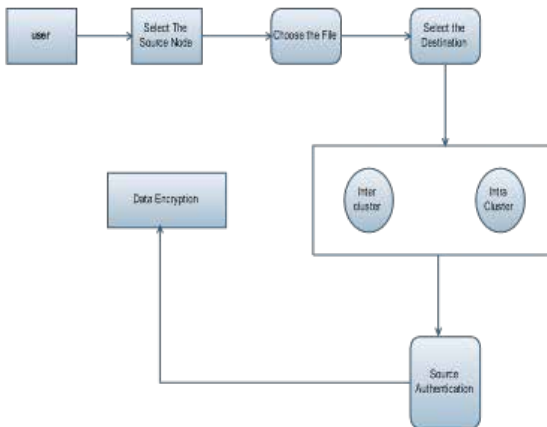 user
Select The
Source Node
Choose the File
Select the
Destination
Inter
cluster
Intra
Cluster
Data Encryption
Source
Authentication